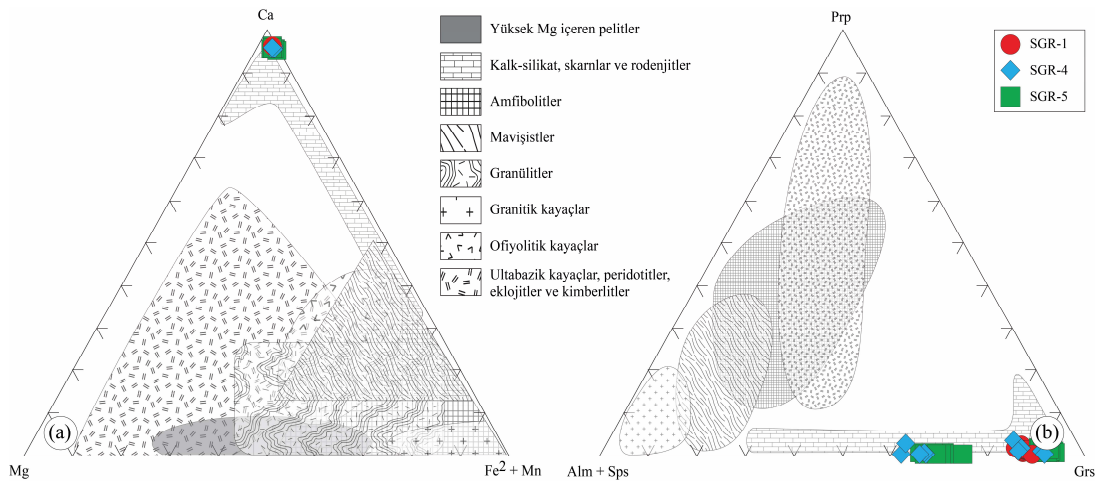 Ca
Mg
Fe2 + Mn
(a)
Yüksek Mg içeren pelitler
Kalk-silikat, skarnlar ve rodenjitler
Amfibolitler
Mavişistler
Granülitler
Granitik kayaçlar
Ofiyolitik kayaçlar
Ultabazik kayaçlar, peridotitler,
eklojitler ve kimberlitler
Prp
Alm + Sps
Grs
(b)
SGR-1
SGR-4
SGR-5